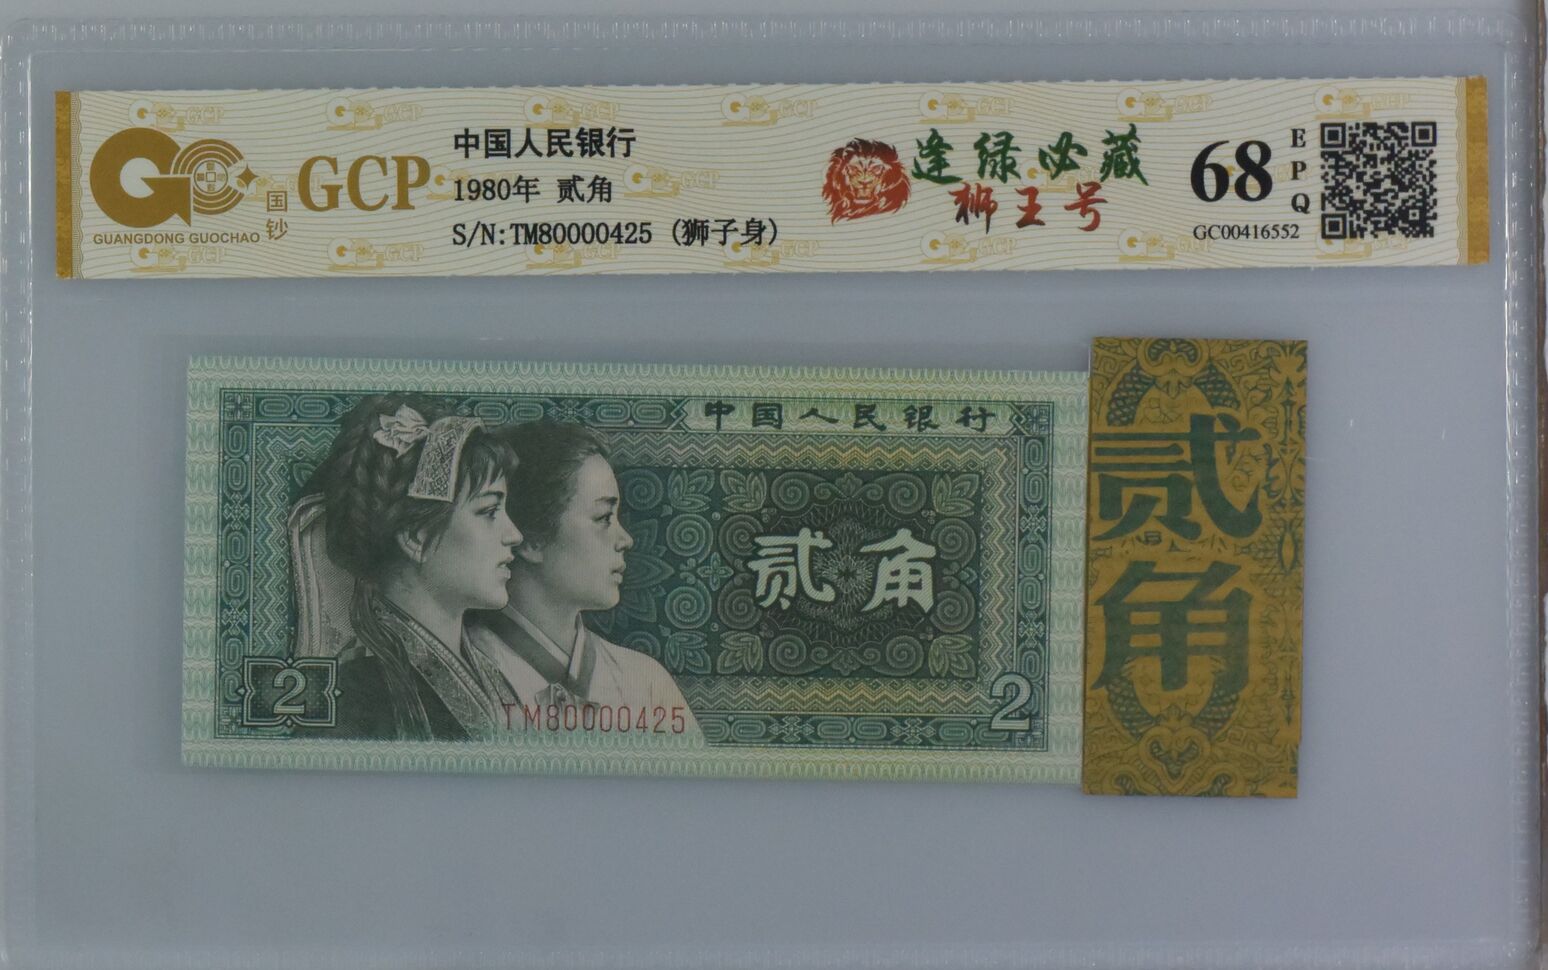 GCP
国钞
GUANGDONG GUOCHAO
中国人民银行
1980年 贰角
S/N:TM80000425 (狮子身)
逢绿必藏
狮王号
68
EPQ
GC00416552
中国人民银行
贰角
2
TM80000425
2
贰角